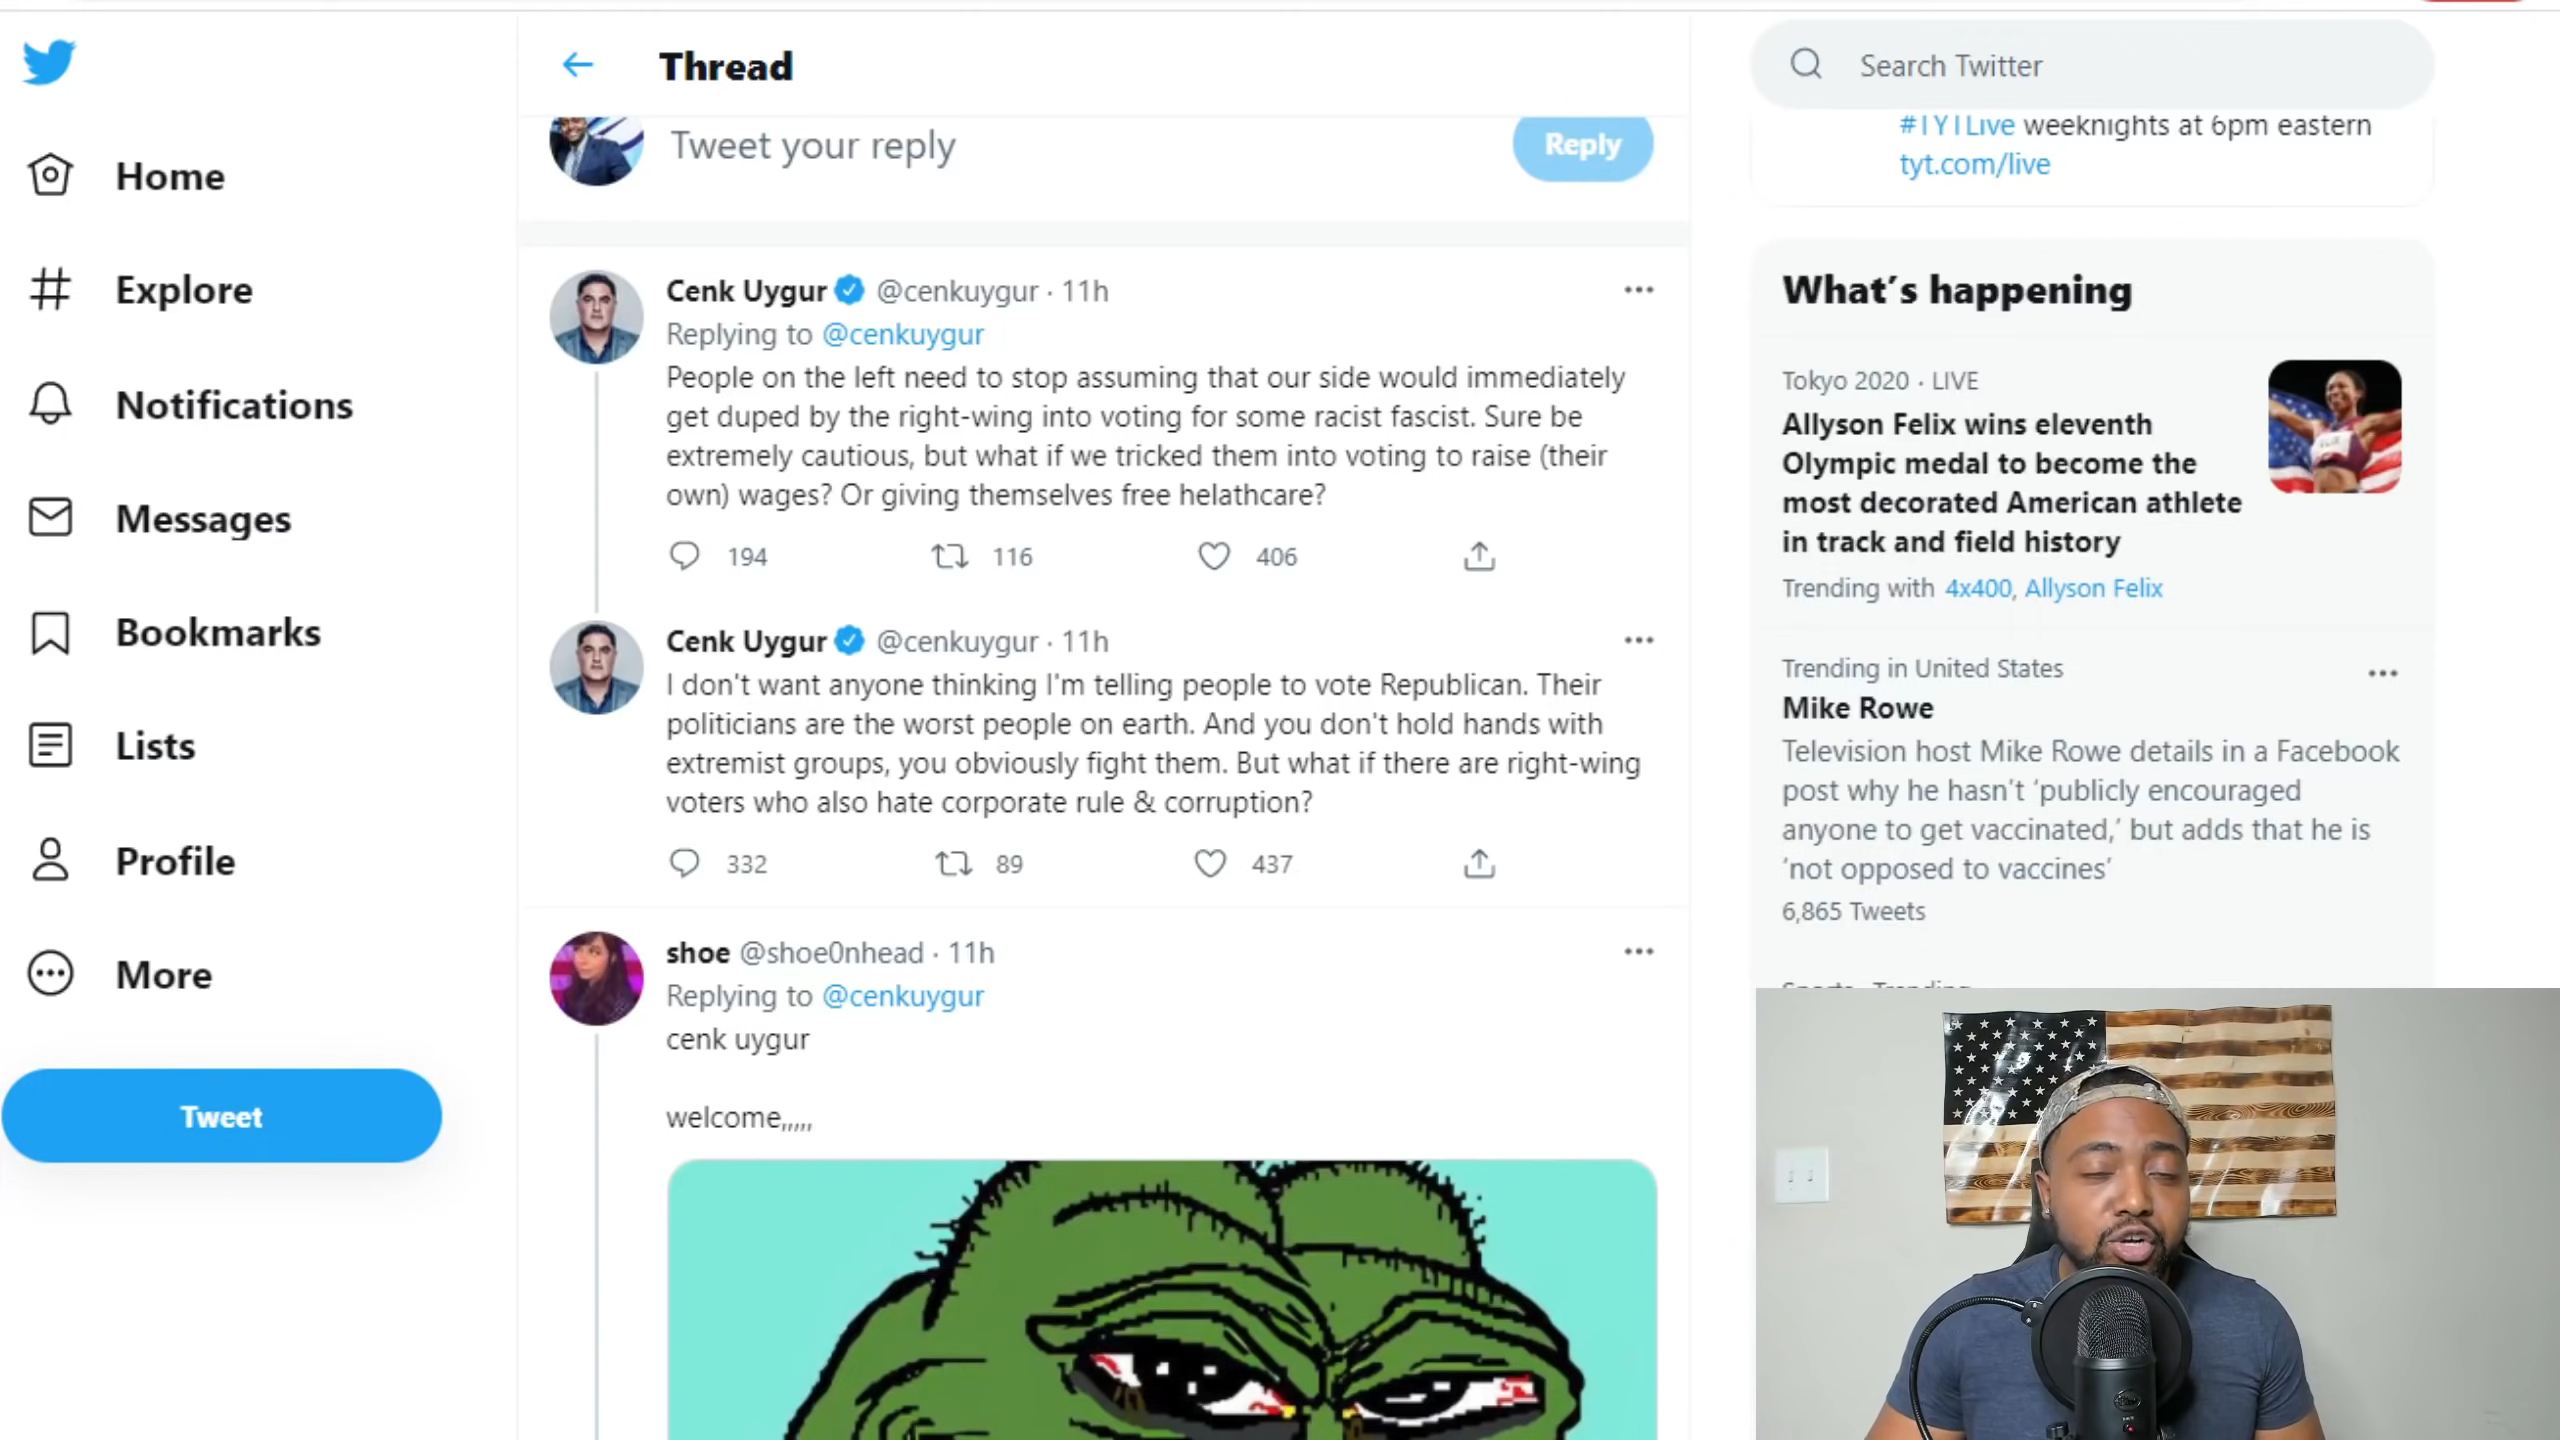 Home
Explore
Notifications
Messages
Bookmarks
Lists
Profile
More
Tweet
Thread
Tweet your reply
Reply
Cenk Uygur @cenkuygur · 11h
Replying to @cenkuygur
People on the left need to stop assuming that our side would immediately
get duped by the right-wing into voting for some racist fascist. Sure be
extremely cautious, but what if we tricked them into voting to raise (their
own) wages? Or giving themselves free helathcare?
194 116 406
Cenk Uygur @cenkuygur · 11h
I don't want anyone thinking I'm telling people to vote Republican. Their
politicians are the worst people on earth. And you don't hold hands with
extremist groups, you obviously fight them. But what if there are right-wing
voters who also hate corporate rule & corruption?
332 89 437
shoe @shoe0nhead · 11h
Replying to @cenkuygur
cenk uygur
welcome,,,,,
Search Twitter
#TYTLive weeknights at 6pm eastern
tyt.com/live
What's happening
Tokyo 2020 · LIVE
Allyson Felix wins eleventh
Olympic medal to become the
most decorated American athlete
in track and field history
Trending with 4x400, Allyson Felix
Trending in United States
Mike Rowe
Television host Mike Rowe details in a Facebook
post why he hasn't ‘publicly encouraged
anyone to get vaccinated,’ but adds that he is
‘not opposed to vaccines’
6,865 Tweets
Sports · Trending